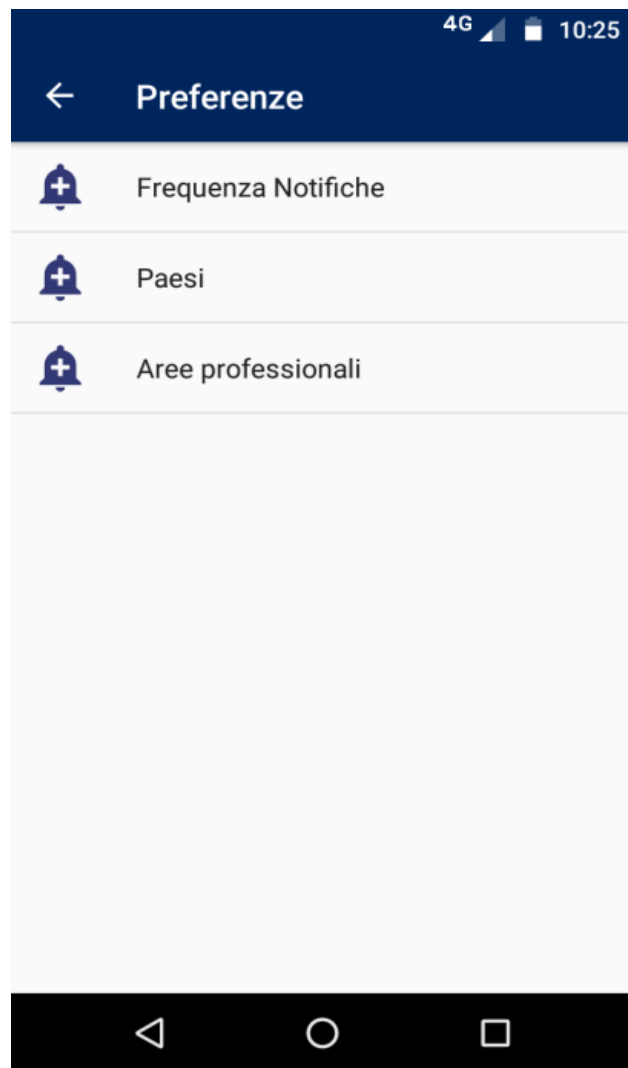 4G 10:25
Preferenze
Frequenza Notifiche
Paesi
Aree professionali